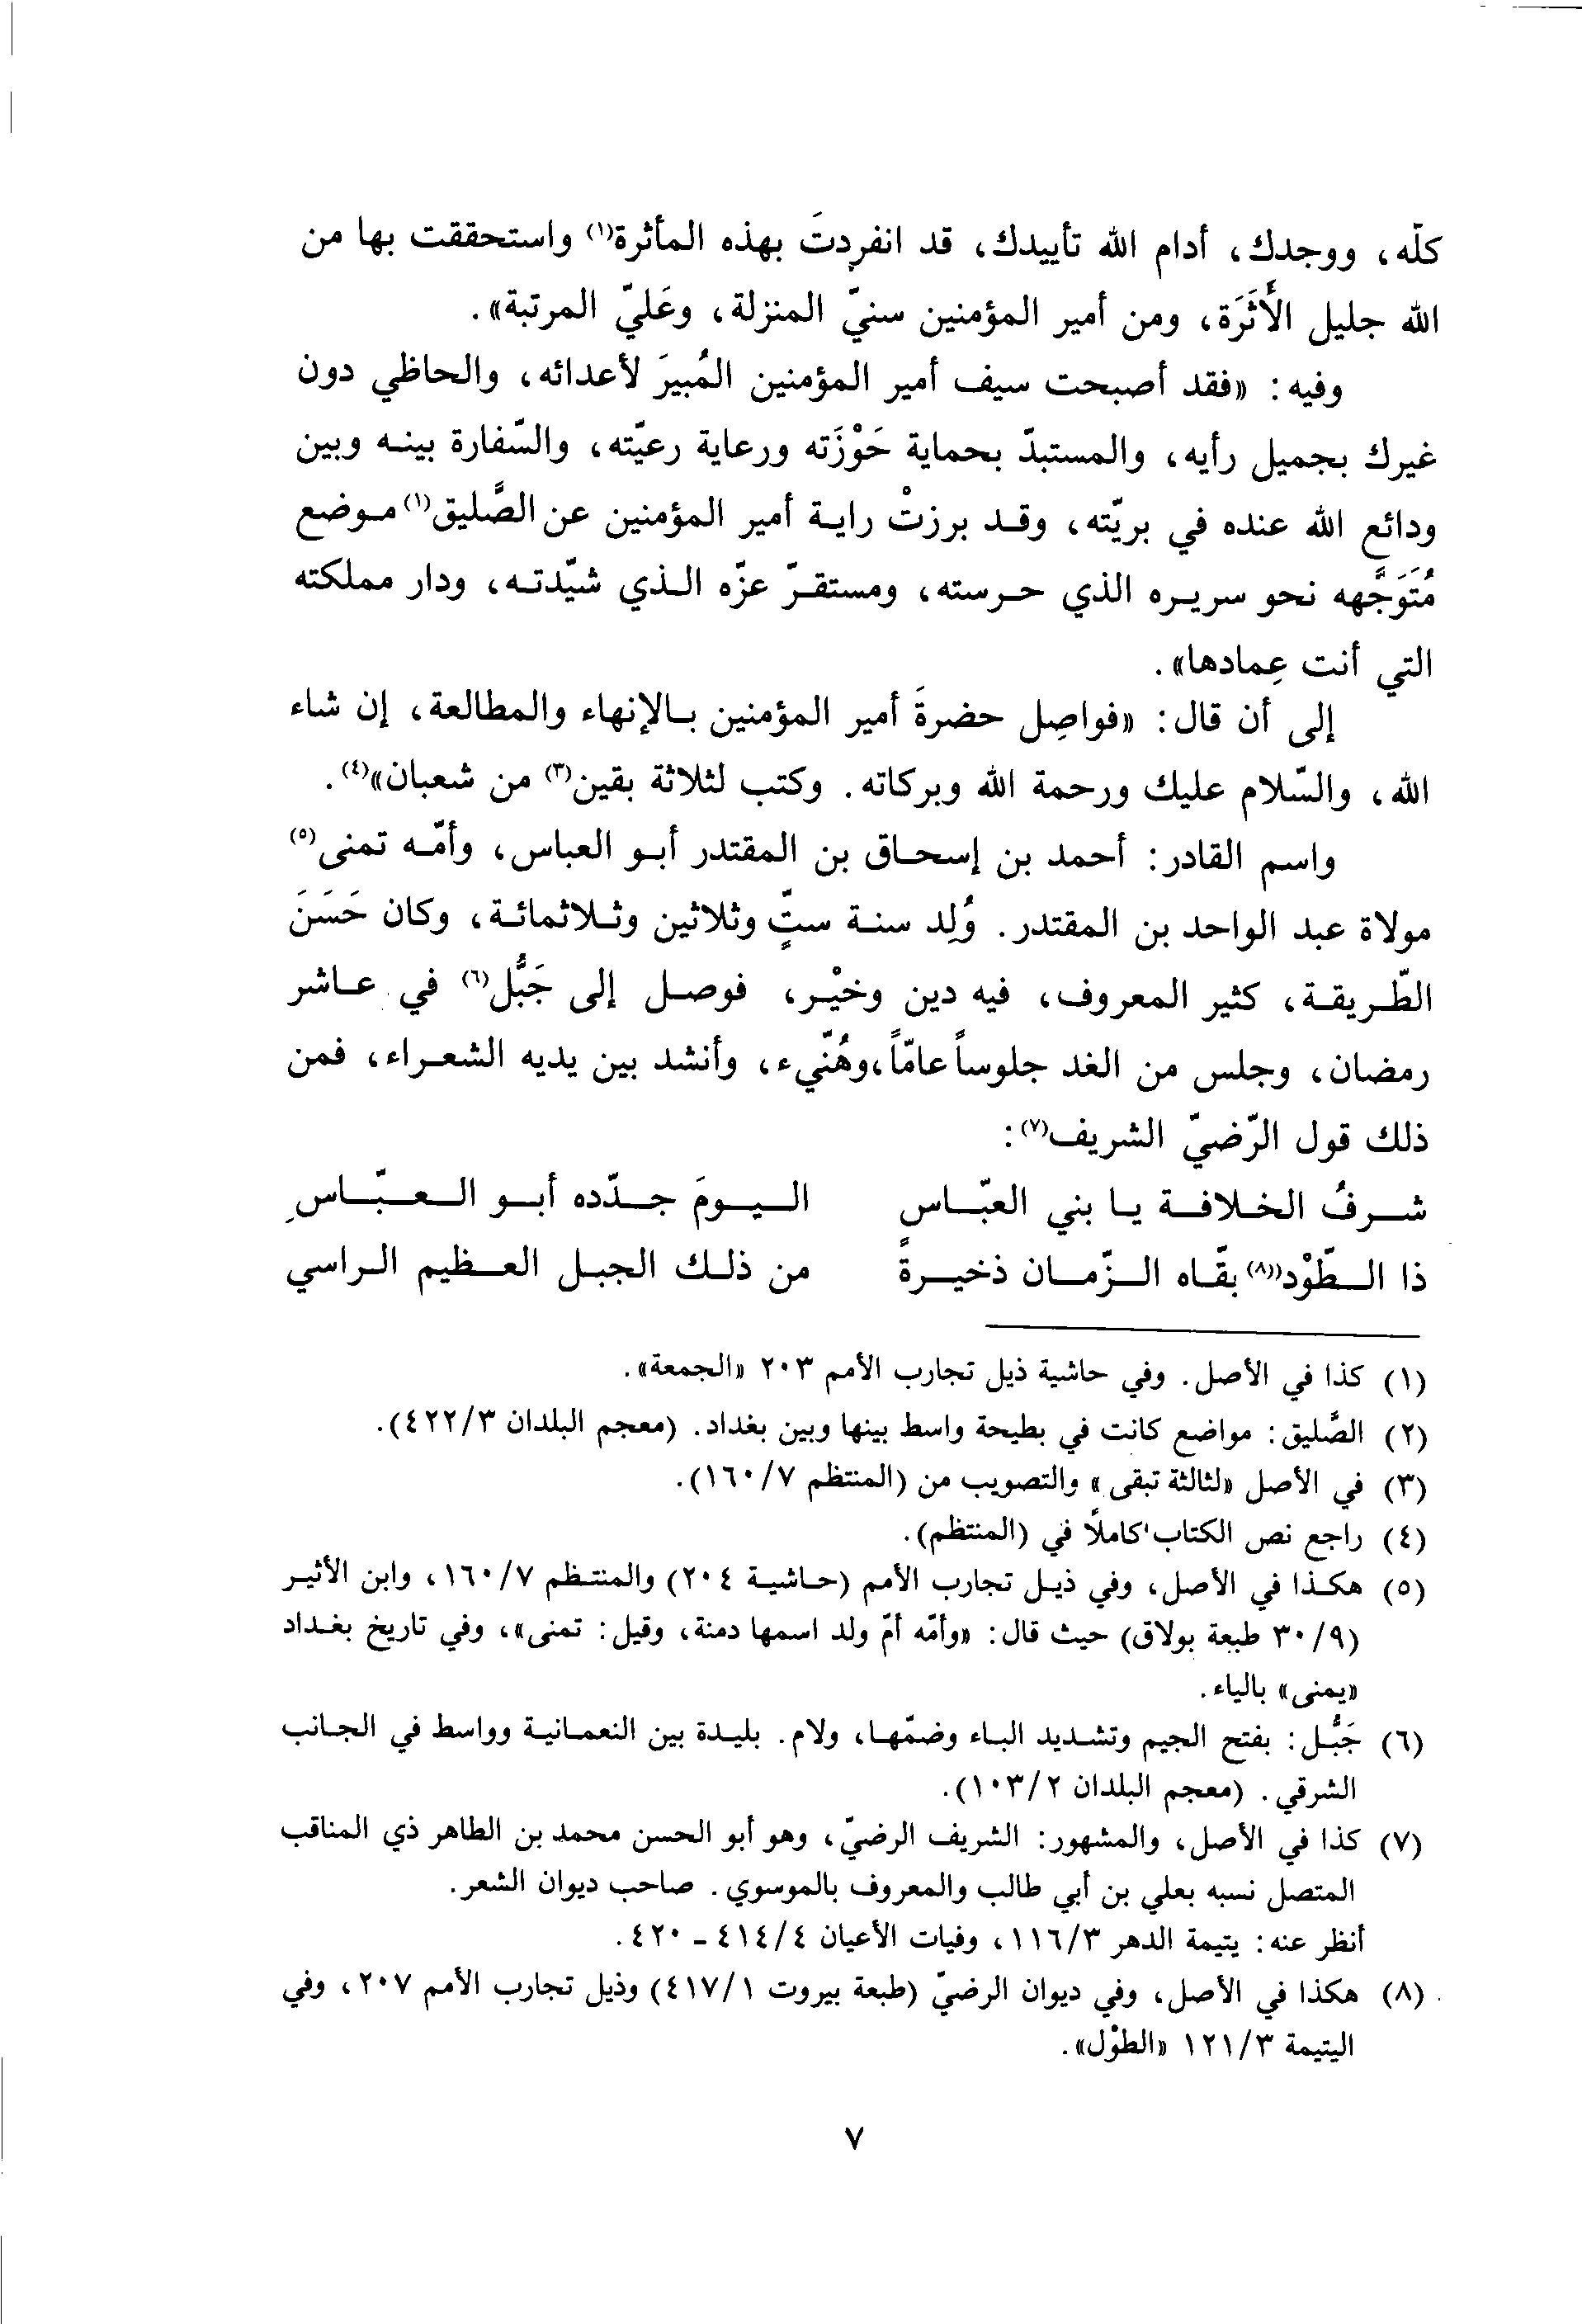 كلّه، ووجدك، أدام الله تأييدك، قد انفردتَ بهذه المأثرة(١) واستحققت بها من
الله جليل الأَثَرَة، ومن أمير المؤمنين سنيّ المنزلة، وعَليّ المرتبة».
وفيه: «فقد أصبحت سيف أمير المؤمنين المُبيرَ لأعدائه، والحاظي دون
غيرك بجميل رأيه، والمستبدّ بحماية حَوْزَته ورعاية رعيّته، والسّفارة بينه وبين
ودائع الله عنده في بريّته، وقد برزتْ راية أمير المؤمنين عن الصَّليق(١) موضع
مُتَوَجَّهه نحو سريره الذي حرسته، ومستقرّ عزّه الذي شيّدته، ودار مملكته
التي أنت عِمادها».
إلى أن قال: «فواصِل حضرةَ أمير المؤمنين بالإنهاء والمطالعة، إن شاء
الله، والسّلام عليك ورحمة الله وبركاته. وكتب لثلاثة بقين(٣) من شعبان»(٤).
واسم القادر: أحمد بن إسحاق بن المقتدر أبو العباس، وأمّه تمنى(٥)
مولاة عبد الواحد بن المقتدر. وُلِد سنة ستٍّ وثلاثين وثلاثمائة، وكان حَسَنَ
الطّريقة، كثير المعروف، فيه دين وخيْر، فوصل إلى جَبُّل(٦) في عاشر
رمضان، وجلس من الغد جلوساً عامّاً، وهُنّيء، وأنشد بين يديه الشعراء، فمن
ذلك قول الرّضيّ الشريف(٧):
شرفُ الخلافة يا بني العبّاسٍ اليومَ جدّده أبو العبّاسِ
ذا الطّوْد(٨) بقّاه الزّمان ذخيرةً من ذلك الجبل العظيم الراسي
(١) كذا في الأصل. وفي حاشية ذيل تجارب الأمم ٢٠٣ «الجمعة».
(٢) الصَّليق: مواضع كانت في بطيحة واسط بينها وبين بغداد. (معجم البلدان ٤٢٢/٣).
(٣) في الأصل «لثالثة تبقى» والتصويب من (المنتظم ١٦٠/٧).
(٤) راجع نص الكتاب كاملاً في (المنتظم).
(٥) هكذا في الأصل، وفي ذيل تجارب الأمم (حاشية ٢٠٤) والمنتظم ١٦٠/٧، وابن الأثير
(٣٠/٩ طبعة بولاق) حيث قال: «وأمّه أمّ ولد اسمها دمنة، وقيل: تمنى»، وفي تاريخ بغداد
«يمنى» بالياء.
(٦) جَبُّل: بفتح الجيم وتشديد الباء وضمّها، ولام. بليدة بين النعمانية وواسط في الجانب
الشرقي. (معجم البلدان ١٠٣/٢).
(٧) كذا في الأصل، والمشهور: الشريف الرضيّ، وهو أبو الحسن محمد بن الطاهر ذي المناقب
المتصل نسبه بعلي بن أبي طالب والمعروف بالموسوي. صاحب ديوان الشعر.
أنظر عنه: يتيمة الدهر ١١٦/٣، وفيات الأعيان ٤١٤/٤ - ٤٢٠.
(٨) هكذا في الأصل، وفي ديوان الرضيّ (طبعة بيروت ٤١٧/١) وذيل تجارب الأمم ٢٠٧، وفي
اليتيمة ١٢١/٣ «الطوْل».
٧